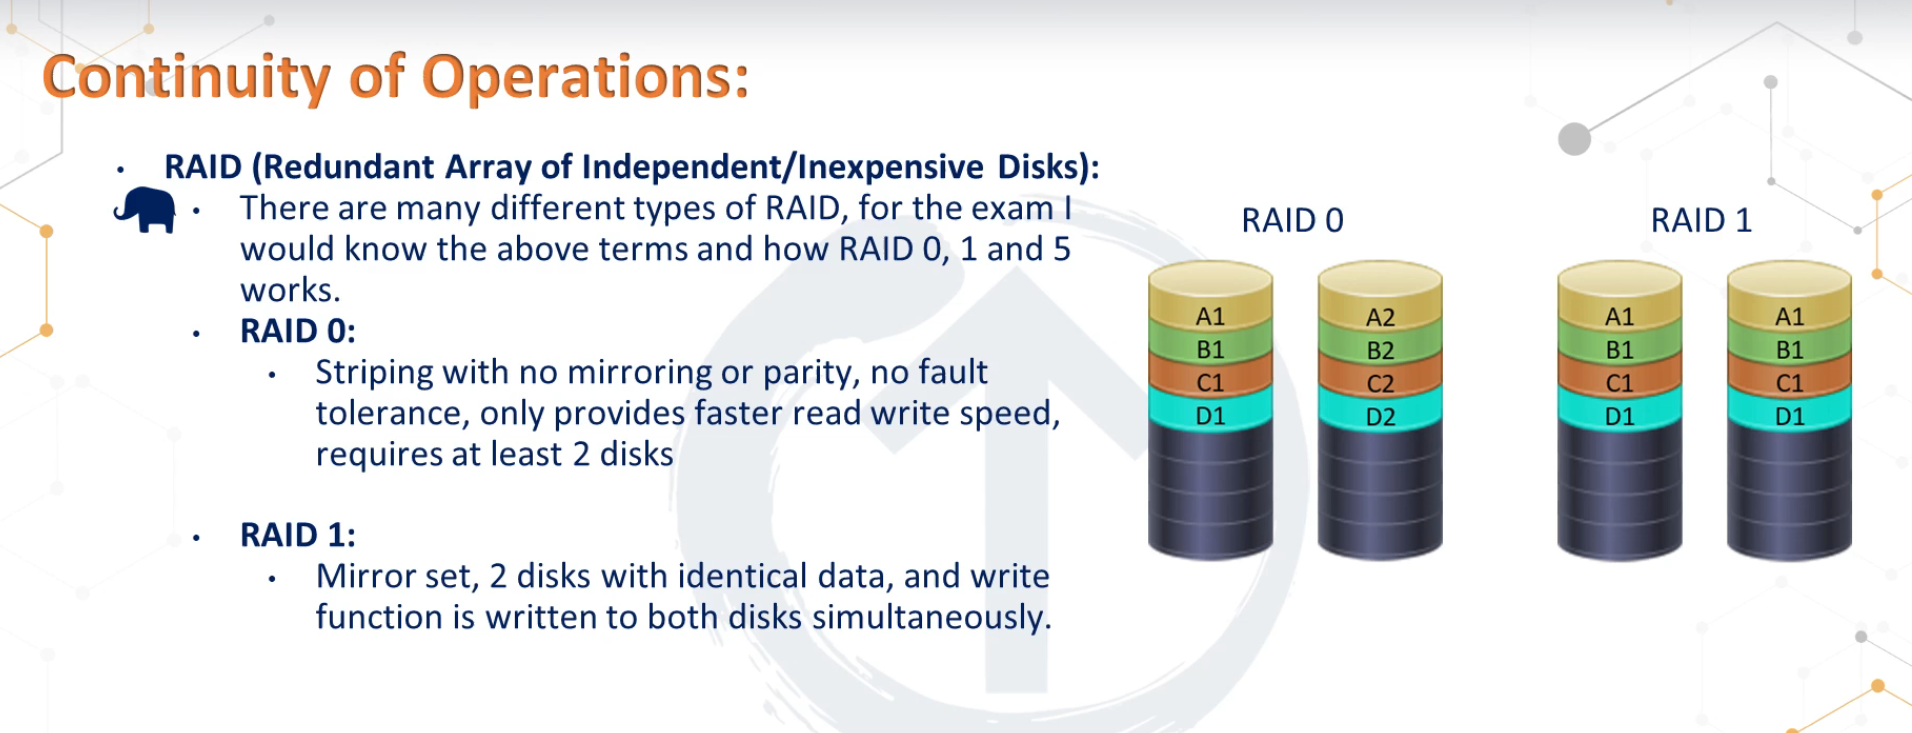 Continuity of Operations:
• RAID (Redundant Array of Independent/Inexpensive Disks):
• There are many different types of RAID, for the exam I
would know the above terms and how RAID 0, 1 and 5
works.
• RAID 0:
• Striping with no mirroring or parity, no fault
tolerance, only provides faster read write speed,
requires at least 2 disks
• RAID 1:
• Mirror set, 2 disks with identical data, and write
function is written to both disks simultaneously.
RAID 0
A1 A2
B1 B2
C1 C2
D1 D2
RAID 1
A1 A1
B1 B1
C1 C1
D1 D1